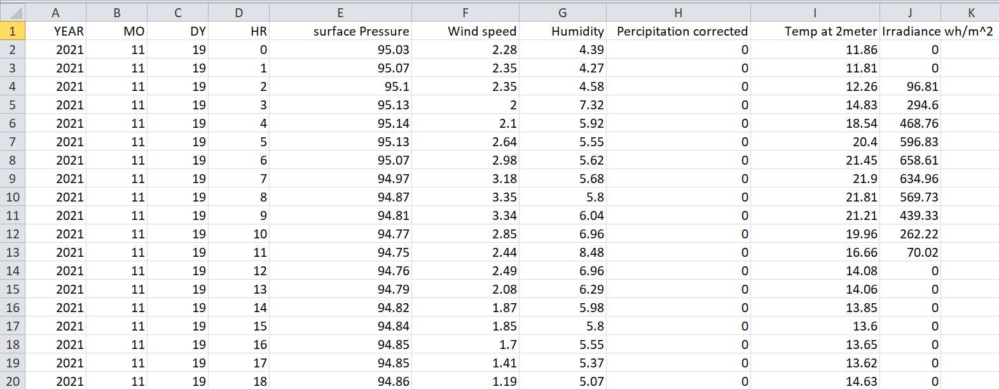 A B C D E F G H I J K
1 YEAR MO DY HR surface Pressure Wind speed Humidity Percipitation corrected Temp at 2meter Irradiance wh/m^2
2 2021 11 19 0 95.03 2.28 4.39 0 11.86 0
3 2021 11 19 1 95.07 2.35 4.27 0 11.81 0
4 2021 11 19 2 95.1 2.35 4.58 0 12.26 96.81
5 2021 11 19 3 95.13 2 7.32 0 14.83 294.6
6 2021 11 19 4 95.14 2.1 5.92 0 18.54 468.76
7 2021 11 19 5 95.13 2.64 5.55 0 20.4 596.83
8 2021 11 19 6 95.07 2.98 5.62 0 21.45 658.61
9 2021 11 19 7 94.97 3.18 5.68 0 21.9 634.96
10 2021 11 19 8 94.87 3.35 5.8 0 21.81 569.73
11 2021 11 19 9 94.81 3.34 6.04 0 21.21 439.33
12 2021 11 19 10 94.77 2.85 6.96 0 19.96 262.22
13 2021 11 19 11 94.75 2.44 8.48 0 16.66 70.02
14 2021 11 19 12 94.76 2.49 6.96 0 14.08 0
15 2021 11 19 13 94.79 2.08 6.29 0 14.06 0
16 2021 11 19 14 94.82 1.87 5.98 0 13.85 0
17 2021 11 19 15 94.84 1.85 5.8 0 13.6 0
18 2021 11 19 16 94.85 1.7 5.55 0 13.65 0
19 2021 11 19 17 94.85 1.41 5.37 0 13.62 0
20 2021 11 19 18 94.86 1.19 5.07 0 14.63 0